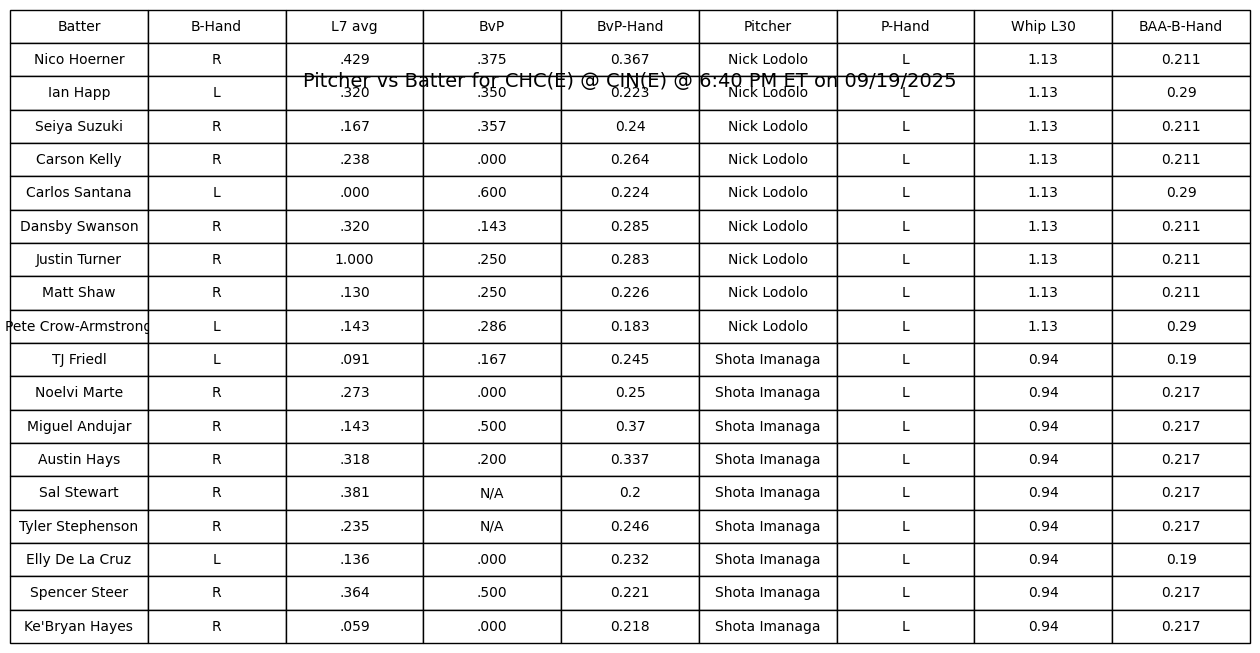 Batter B-Hand L7 avg BvP BvP-Hand Pitcher P-Hand Whip L30 BAA-B-Hand
Nico Hoerner R .429 .375 0.367 Nick Lodolo L 1.13 0.211
Pitcher vs Batter for CHC(E) @ CIN(E) @ 6:40 PM ET on 09/19/2025
Ian Happ L .320 .350 0.223 Nick Lodolo L 1.13 0.29
Seiya Suzuki R .167 .357 0.24 Nick Lodolo L 1.13 0.211
Carson Kelly R .238 .000 0.264 Nick Lodolo L 1.13 0.211
Carlos Santana L .000 .600 0.224 Nick Lodolo L 1.13 0.29
Dansby Swanson R .320 .143 0.285 Nick Lodolo L 1.13 0.211
Justin Turner R 1.000 .250 0.283 Nick Lodolo L 1.13 0.211
Matt Shaw R .130 .250 0.226 Nick Lodolo L 1.13 0.211
Pete Crow-Armstrong L .143 .286 0.183 Nick Lodolo L 1.13 0.29
TJ Friedl L .091 .167 0.245 Shota Imanaga L 0.94 0.19
Noelvi Marte R .273 .000 0.25 Shota Imanaga L 0.94 0.217
Miguel Andujar R .143 .500 0.37 Shota Imanaga L 0.94 0.217
Austin Hays R .318 .200 0.337 Shota Imanaga L 0.94 0.217
Sal Stewart R .381 N/A 0.2 Shota Imanaga L 0.94 0.217
Tyler Stephenson R .235 N/A 0.246 Shota Imanaga L 0.94 0.217
Elly De La Cruz L .136 .000 0.232 Shota Imanaga L 0.94 0.19
Spencer Steer R .364 .500 0.221 Shota Imanaga L 0.94 0.217
Ke'Bryan Hayes R .059 .000 0.218 Shota Imanaga L 0.94 0.217